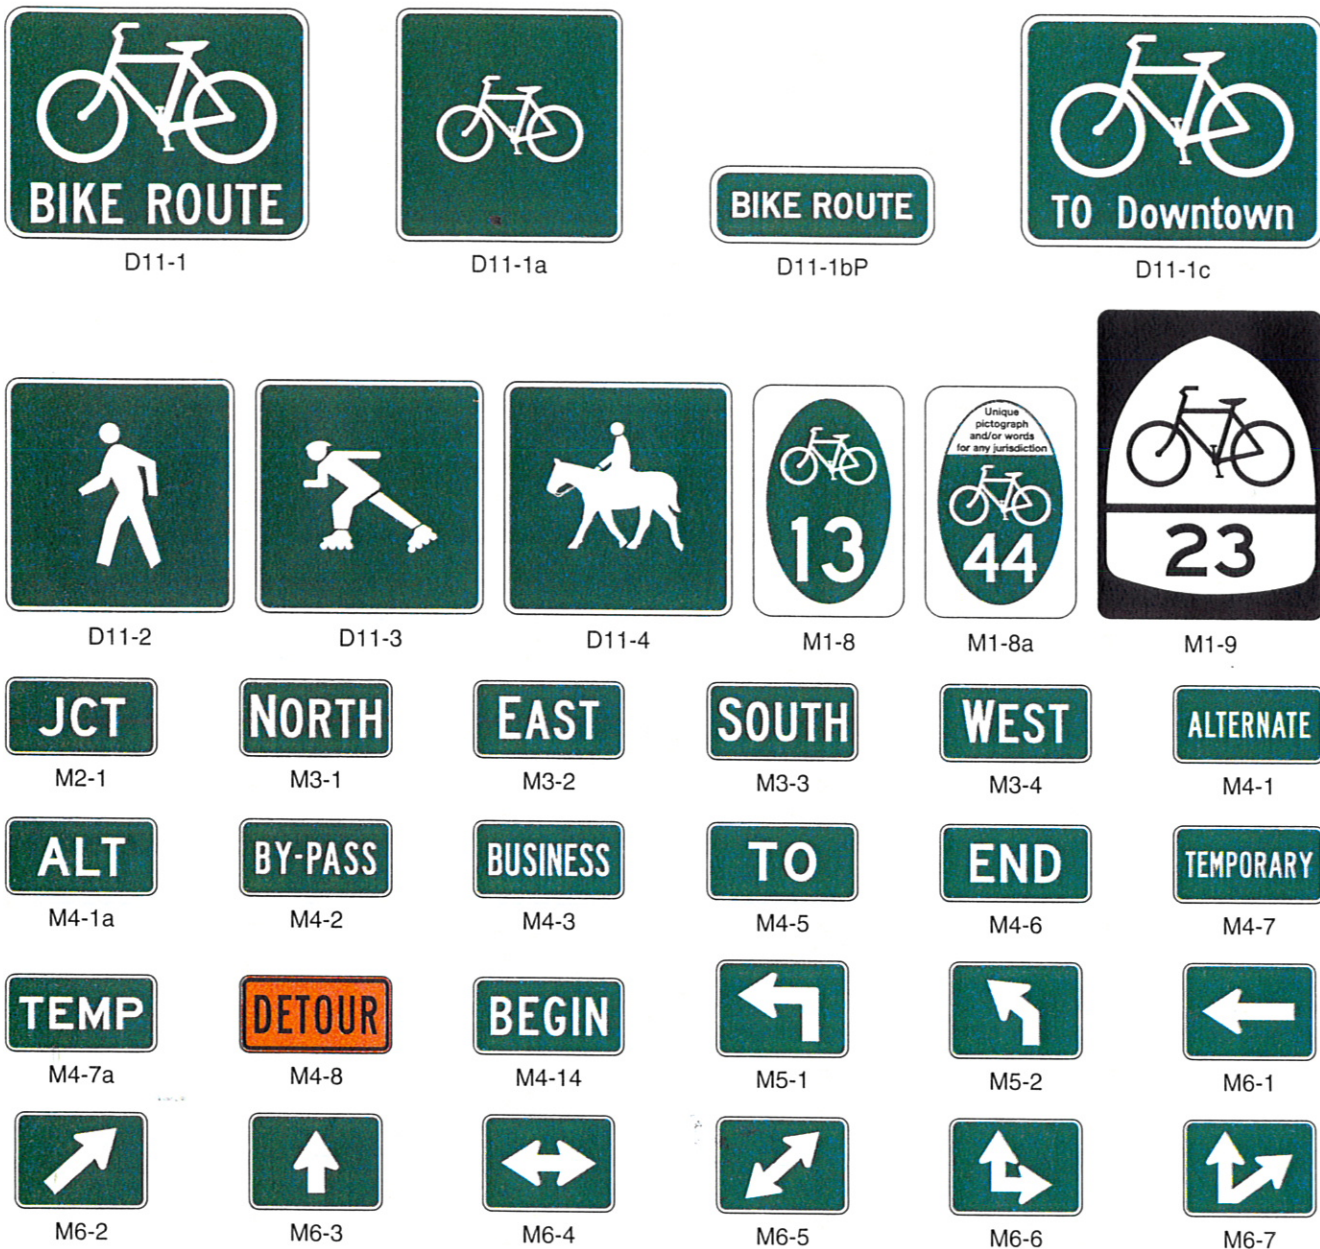 BIKE ROUTE
TO Downtown
BIKE ROUTE
D11-1
D11-1a
D11-1bP
D11-1c
Unique
pictograph
and/or words
for any jurisdiction
13
44
23
D11-2
D11-3
D11-4
M1-8
M1-8a
M1-9
JCT
NORTH
EAST
SOUTH
WEST
ALTERNATE
M2-1
M3-1
M3-2
M3-3
M3-4
M4-1
ALT
BY-PASS
BUSINESS
TO
END
TEMPORARY
M4-1a
M4-2
M4-3
M4-5
M4-6
M4-7
TEMP
DETOUR
BEGIN
M4-7a
M4-8
M4-14
M5-1
M5-2
M6-1
M6-2
M6-3
M6-4
M6-5
M6-6
M6-7